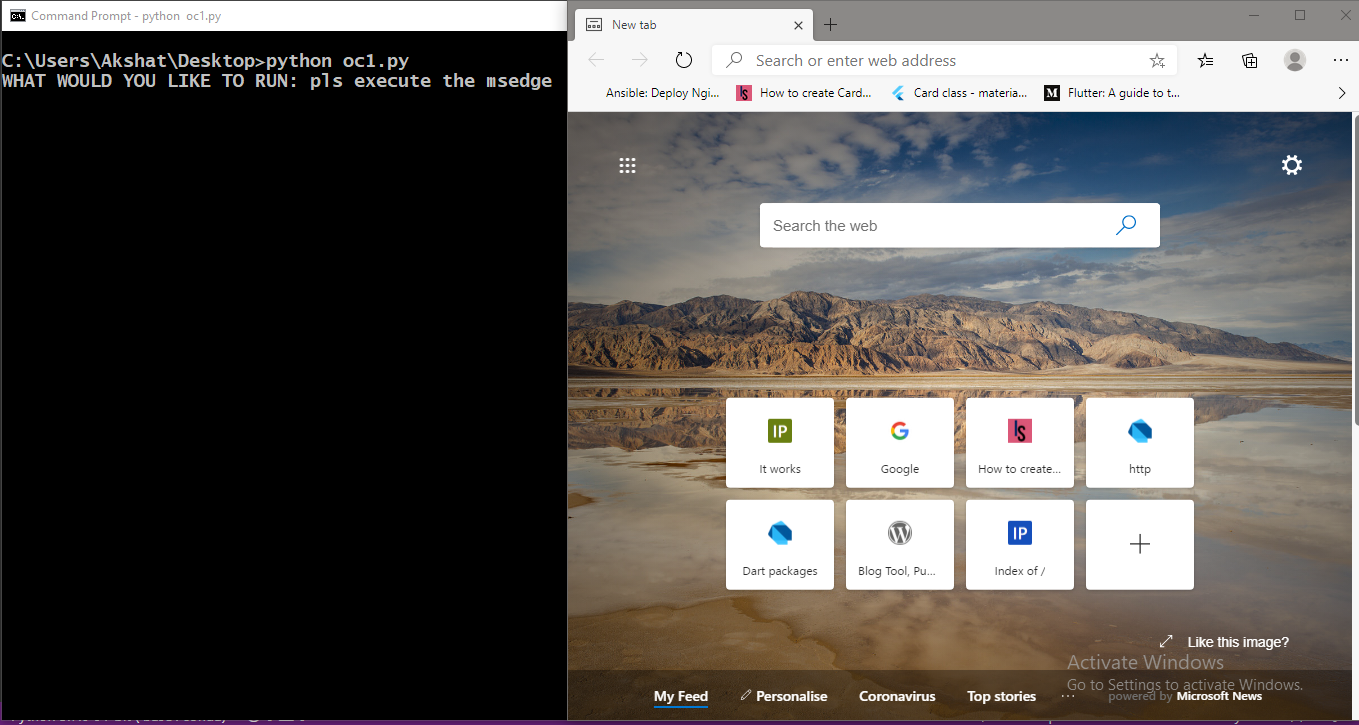 Command Prompt - python  oc1.py
C:\Users\Akshat\Desktop>python oc1.py
WHAT WOULD YOU LIKE TO RUN: pls execute the msedge
New tab
Search or enter web address
Ansible: Deploy Ngi...
How to create Card...
Card class - materia...
Flutter: A guide to t...
Search the web
IP
It works
Google
How to create...
http
Dart packages
Blog Tool, Pu...
IP
Index of /
Like this image?
Activate Windows
Go to Settings to activate Windows.
My Feed
Personalise
Coronavirus
Top stories
...
powered by Microsoft News